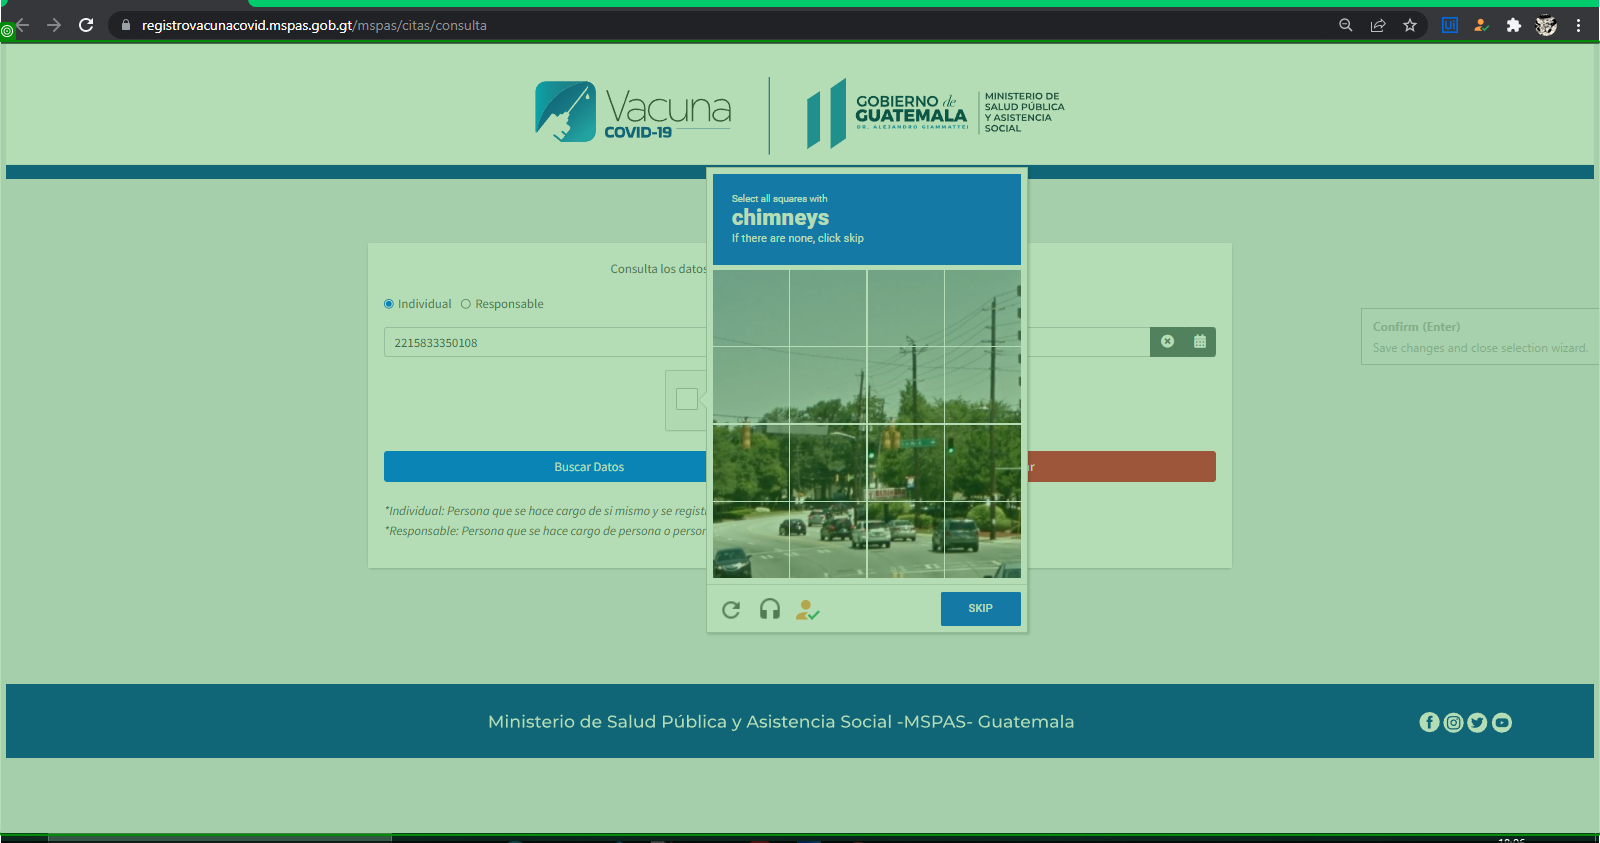 registrovacunacovid.mspas.gob.gt/mspas/citas/consulta
Ui
Vacuna
COVID-19
GOBIERNO de
GUATEMALA
DR. ALEJANDRO GIAMMATTEI
MINISTERIO DE
SALUD PÚBLICA
Y ASISTENCIA
SOCIAL
Select all squares with
chimneys
If there are none, click skip
Consulta los datos
Individual Responsable
2215833350108
Confirm (Enter)
Save changes and close selection wizard.
Buscar Datos
ar
*Individual: Persona que se hace cargo de si mismo y se regist
*Responsable: Persona que se hace cargo de persona o person
SKIP
Ministerio de Salud Pública y Asistencia Social -MSPAS- Guatemala